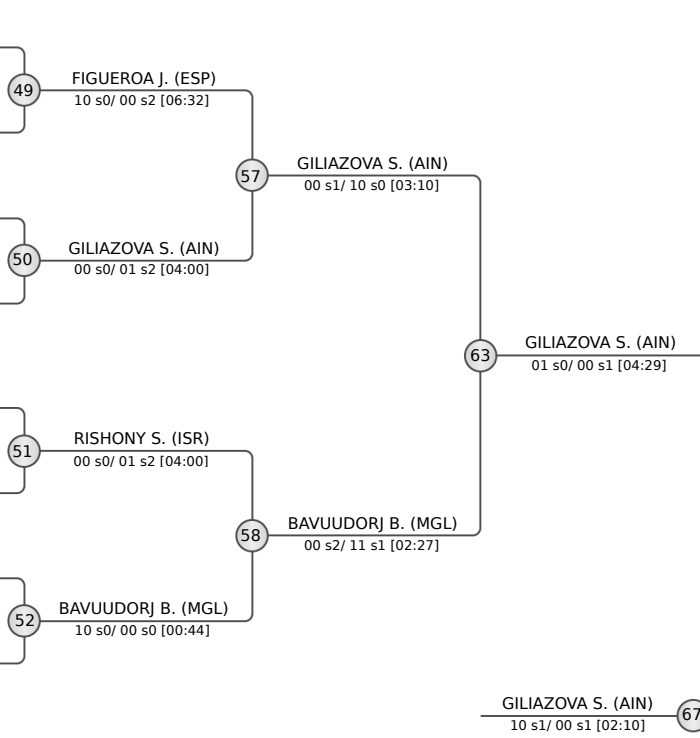 49
FIGUEROA J. (ESP)
10 s0/ 00 s2 [06:32]
57
GILIAZOVA S. (AIN)
00 s1/ 10 s0 [03:10]
50
GILIAZOVA S. (AIN)
00 s0/ 01 s2 [04:00]
63
GILIAZOVA S. (AIN)
01 s0/ 00 s1 [04:29]
51
RISHONY S. (ISR)
00 s0/ 01 s2 [04:00]
58
BAVUUDORJ B. (MGL)
00 s2/ 11 s1 [02:27]
52
BAVUUDORJ B. (MGL)
10 s0/ 00 s0 [00:44]
GILIAZOVA S. (AIN)
10 s1/ 00 s1 [02:10]
67